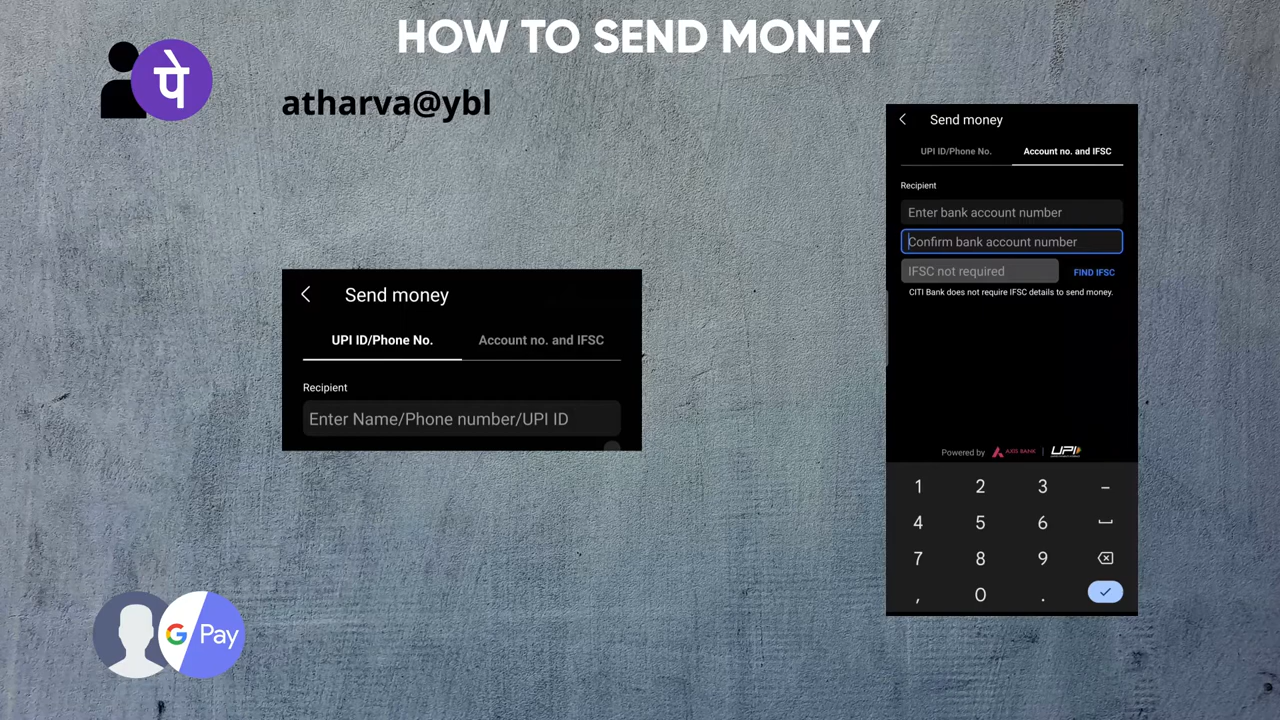 HOW TO SEND MONEY
पे
atharva@ybl
Send money
UPI ID/Phone No.
Account no. and IFSC
Recipient
Enter Name/Phone number/UPI ID
G Pay
Send money
UPI ID/Phone No.
Account no. and IFSC
Recipient
Enter bank account number
Confirm bank account number
IFSC not required
FIND IFSC
CITI Bank does not require IFSC details to send money.
Powered by AXIS BANK | UPI
1 2 3 –
4 5 6
7 8 9
, 0 .